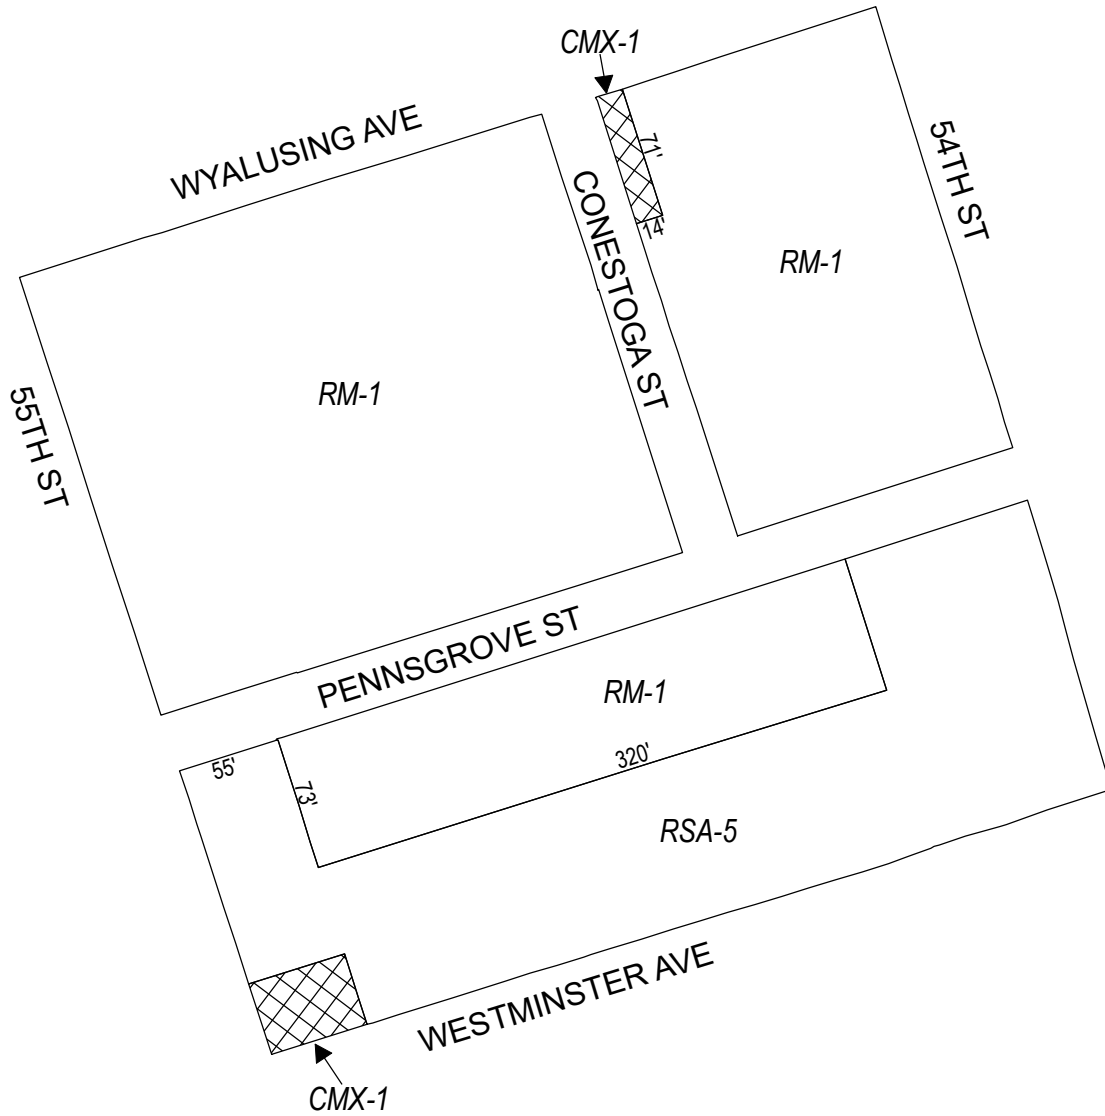 CMX-1
WYALUSING AVE
71'
54TH ST
CONESTOGA ST
14'
RM-1
RM-1
55TH ST
PENNSGROVE ST
RM-1
55'
73'
320'
RSA-5
WESTMINSTER AVE
CMX-1